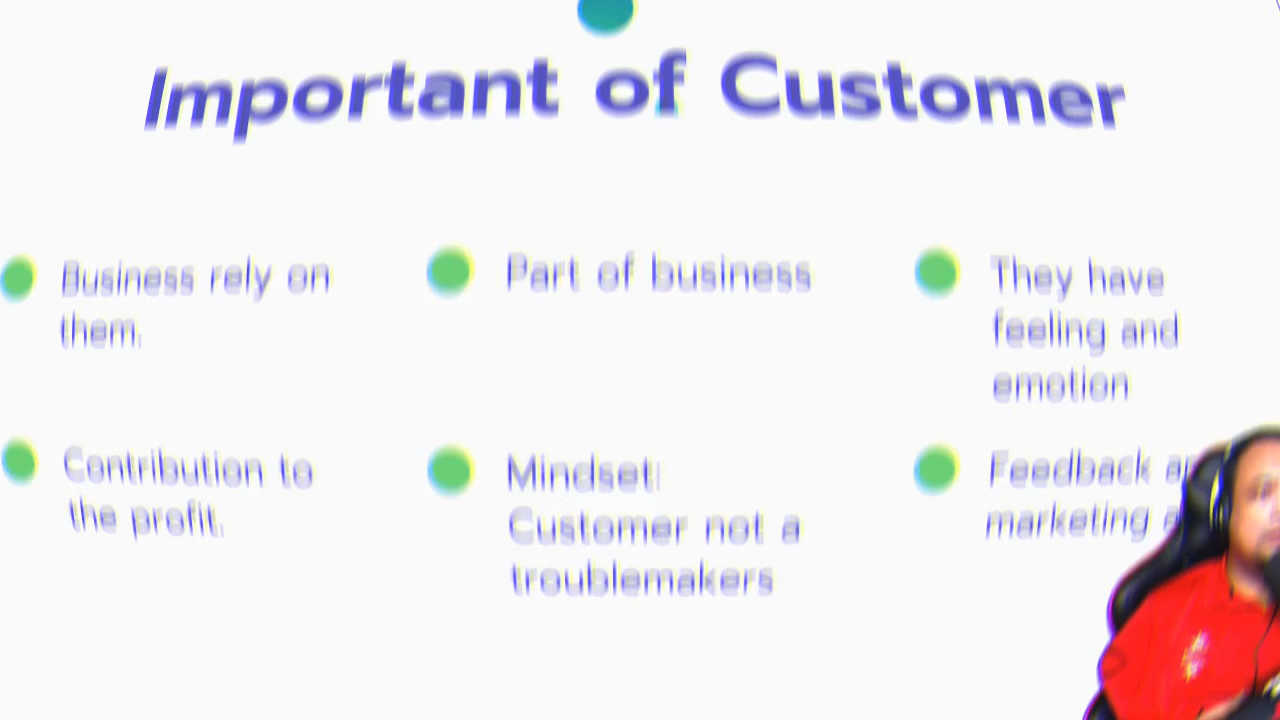 Important of Customer
Business rely on
them.
Part of business
They have
feeling and
emotion
Contribution to
the profit.
Mindset:
Customer not a
troublemakers
Feedback
marketing